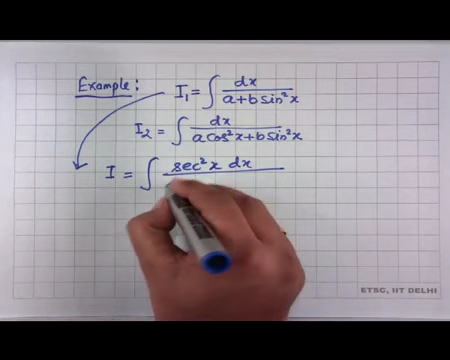 Example: I₁ = ∫ dx / (a + b sin²x)
I₂ = ∫ dx / (a cos²x + b sin²x)
I = ∫ sec²x dx
ETSC, IIT DELHI